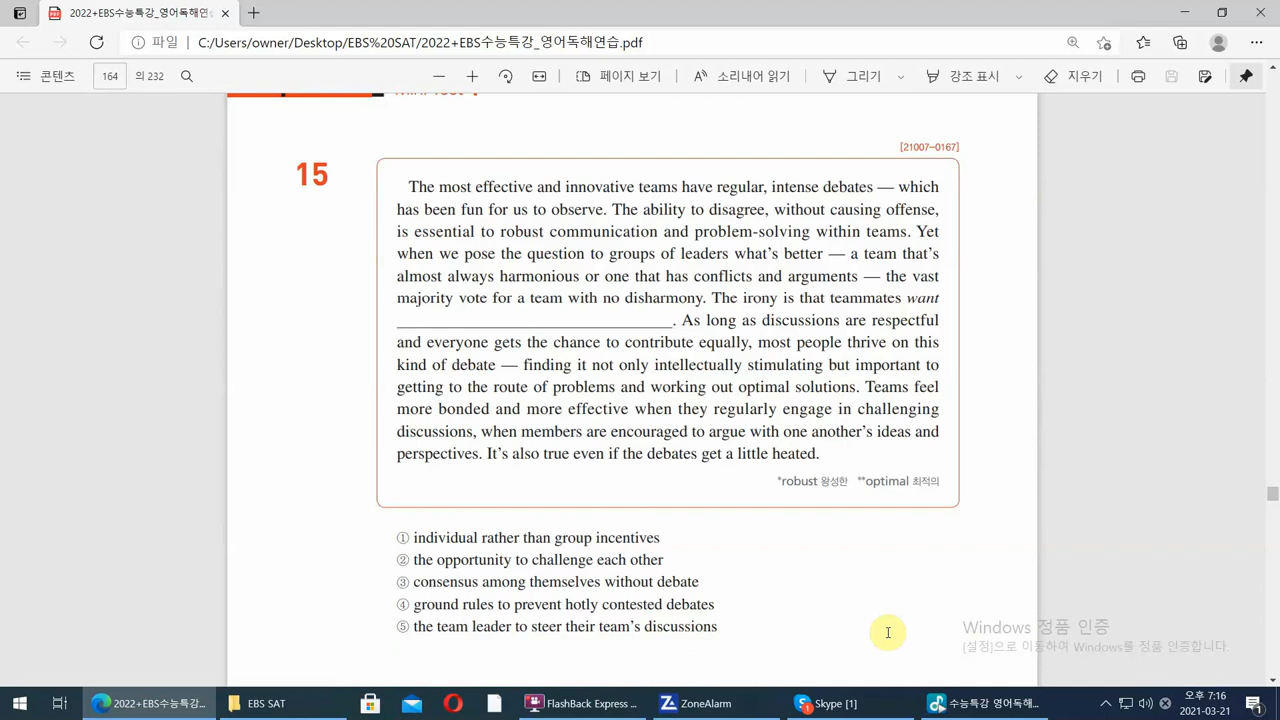 2022+EBS수능특강_영어독해연습
파일 C:/Users/owner/Desktop/EBS%20SAT/2022+EBS수능특강_영어독해연습.pdf
콘텐츠 164 의 232 페이지 보기 소리내어 읽기 그리기 강조 표시 지우기
[21007-0167]
15
The most effective and innovative teams have regular, intense debates — which
has been fun for us to observe. The ability to disagree, without causing offense,
is essential to robust communication and problem-solving within teams. Yet
when we pose the question to groups of leaders what's better — a team that's
almost always harmonious or one that has conflicts and arguments — the vast
majority vote for a team with no disharmony. The irony is that teammates want
. As long as discussions are respectful
and everyone gets the chance to contribute equally, most people thrive on this
kind of debate — finding it not only intellectually stimulating but important to
getting to the route of problems and working out optimal solutions. Teams feel
more bonded and more effective when they regularly engage in challenging
discussions, when members are encouraged to argue with one another's ideas and
perspectives. It's also true even if the debates get a little heated.
*robust 왕성한 **optimal 최적의
① individual rather than group incentives
② the opportunity to challenge each other
③ consensus among themselves without debate
④ ground rules to prevent hotly contested debates
⑤ the team leader to steer their team's discussions
Windows 정품 인증
[설정]으로 이동하여 Windows를 정품 인증합니다.
2022+EBS수능특강... EBS SAT FlashBack Express ... ZoneAlarm Skype [1] 수능특강 영어독해... 오후 7:16
2021-03-21